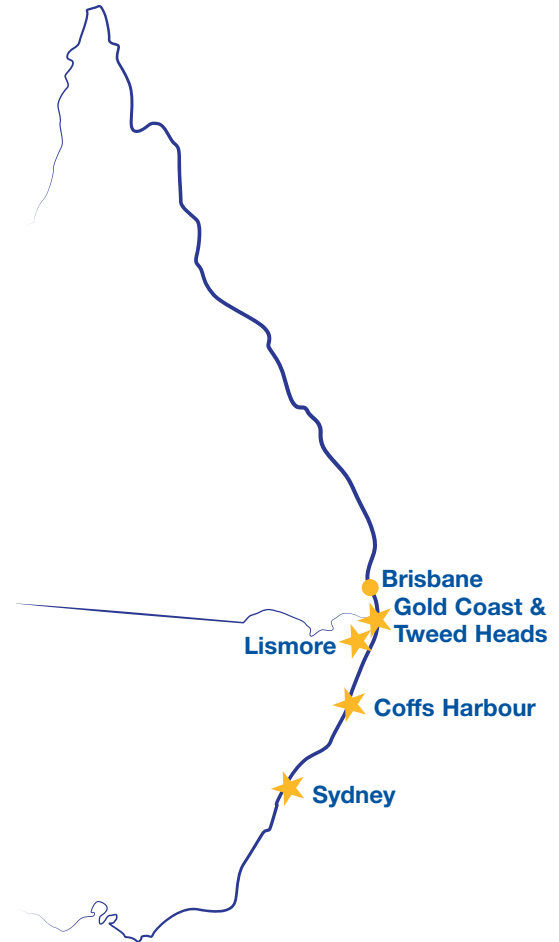 Brisbane
Gold Coast &
Tweed Heads
Lismore
Coffs Harbour
Sydney